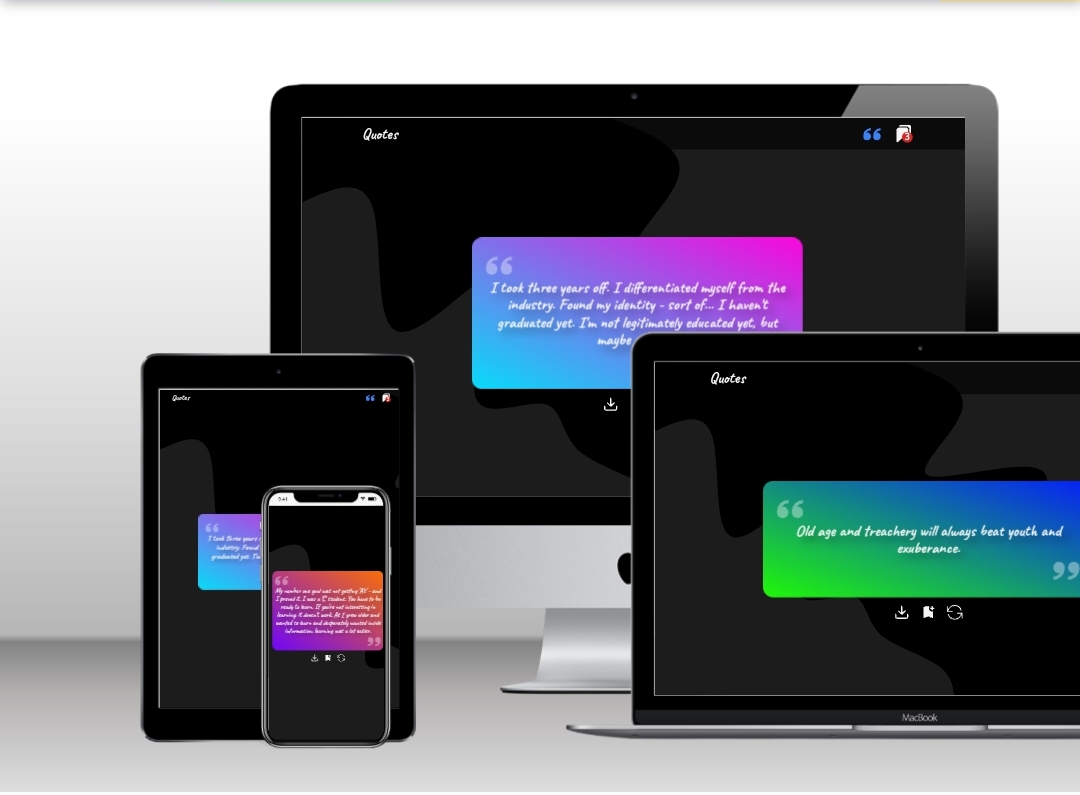 Quotes
3
I took three years off. I differentiated myself from the
industry. Found my identity - sort of... I haven't
graduated yet. I'm not legitimately educated yet, but
maybe
Quotes
Old age and treachery will always beat youth and
exuberance.
MacBook
Quotes
I took three years
industry. Found
graduated yet. I'm
9:41
My number one goal was not getting 'A's' - and
I proved it. I was a 'C' student. You have to be
ready to learn. If you're not interesting in
learning, it doesn't work. As I grew older and
wanted to learn and desperately wanted inside
information, learning was a lot easier.